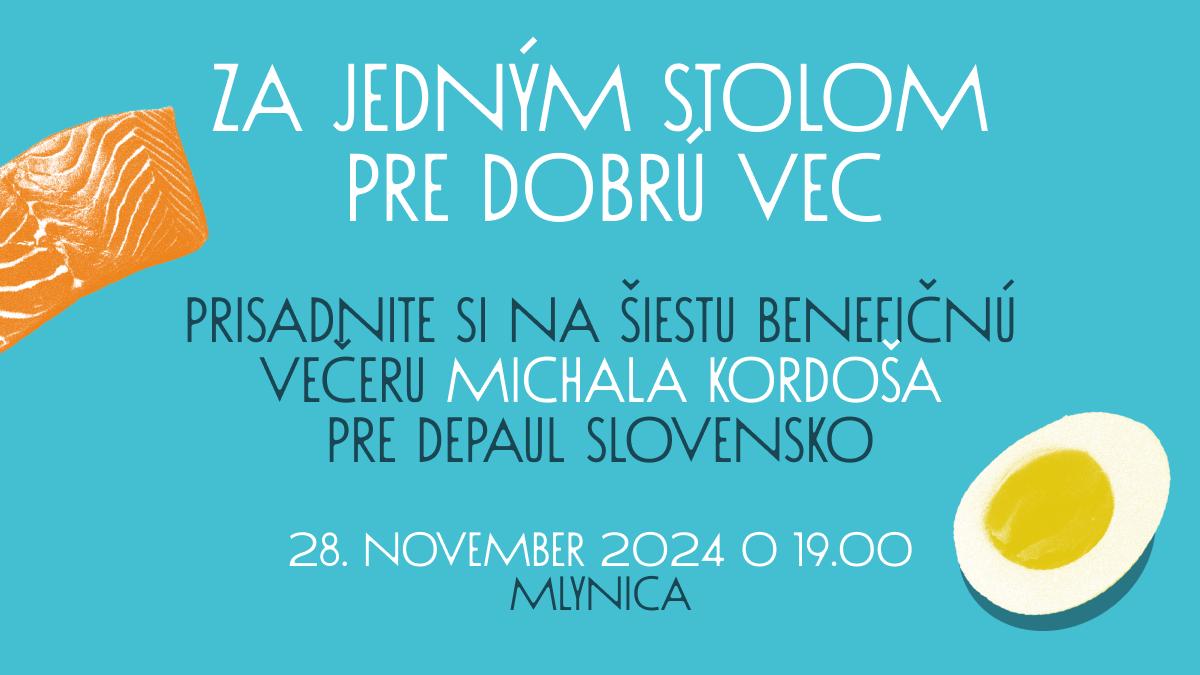 ZA JEDNÝM STOLOM
PRE DOBRÚ VEC
PRISADNITE SI NA ŠIESTU BENEFIČNÚ
VEČERU MICHALA KORDOŠA
PRE DEPAUL SLOVENSKO
28. NOVEMBER 2024 O 19.00
MLYNICA